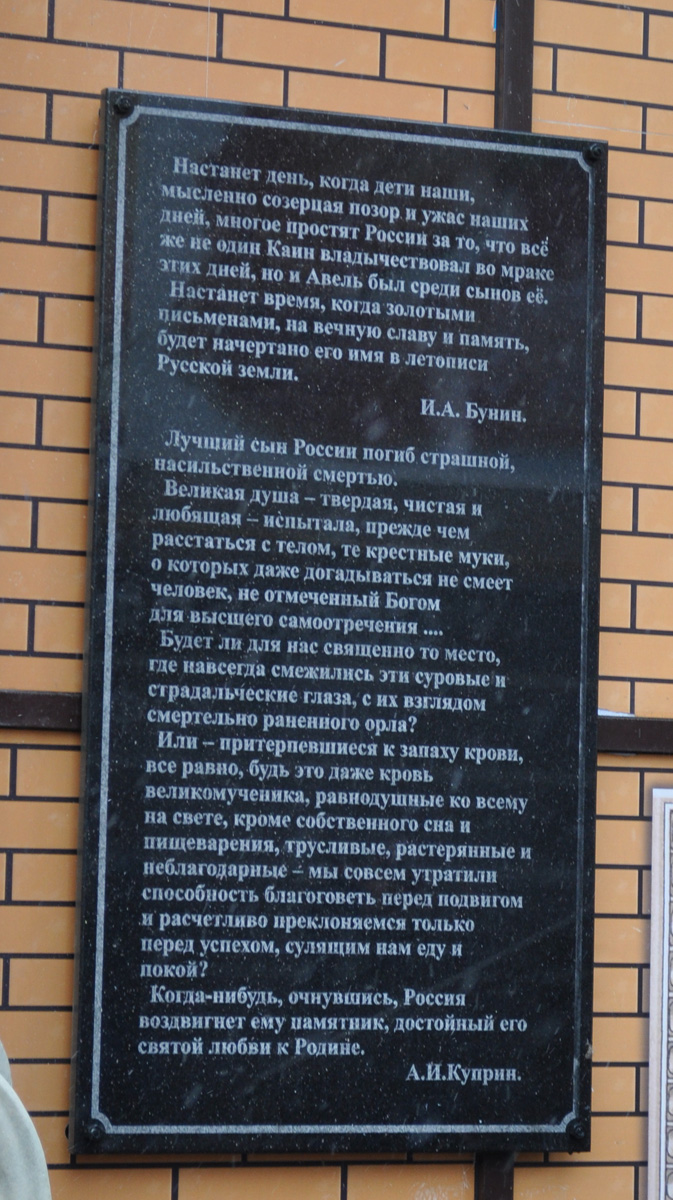 Настанет день, когда дети наши,
мысленно созерцая позор и ужас наших
дней, многое простят России за то, что всё
же не один Каин владычествовал во мраке
этих дней, но и Авель был среди сынов её.
Настанет время, когда золотыми
письменами, на вечную славу и память,
будет начертано его имя в летописи
Русской земли.
И.А. Бунин.
Лучший сын России погиб страшной,
насильственной смертью.
Великая душа – твердая, чистая и
любящая – испытала, прежде чем
расстаться с телом, те крестные муки,
о которых даже догадываться не смеет
человек, не отмеченный Богом
для высшего самоотречения ....
Будет ли для нас священно то место,
где навсегда смежились эти суровые и
страдальческие глаза, с их взглядом
смертельно раненного орла?
Или – притерпевшиеся к запаху крови,
все равно, будь это даже кровь
великомученика, равнодушные ко всему
на свете, кроме собственного сна и
пищеварения, трусливые, растерянные и
неблагодарные – мы совсем утратили
способность благоговеть перед подвигом
и расчетливо преклоняемся только
перед успехом, сулящим нам еду и
покой?
Когда-нибудь, очнувшись, Россия
воздвигнет ему памятник, достойный его
святой любви к Родине.
А.И.Куприн.